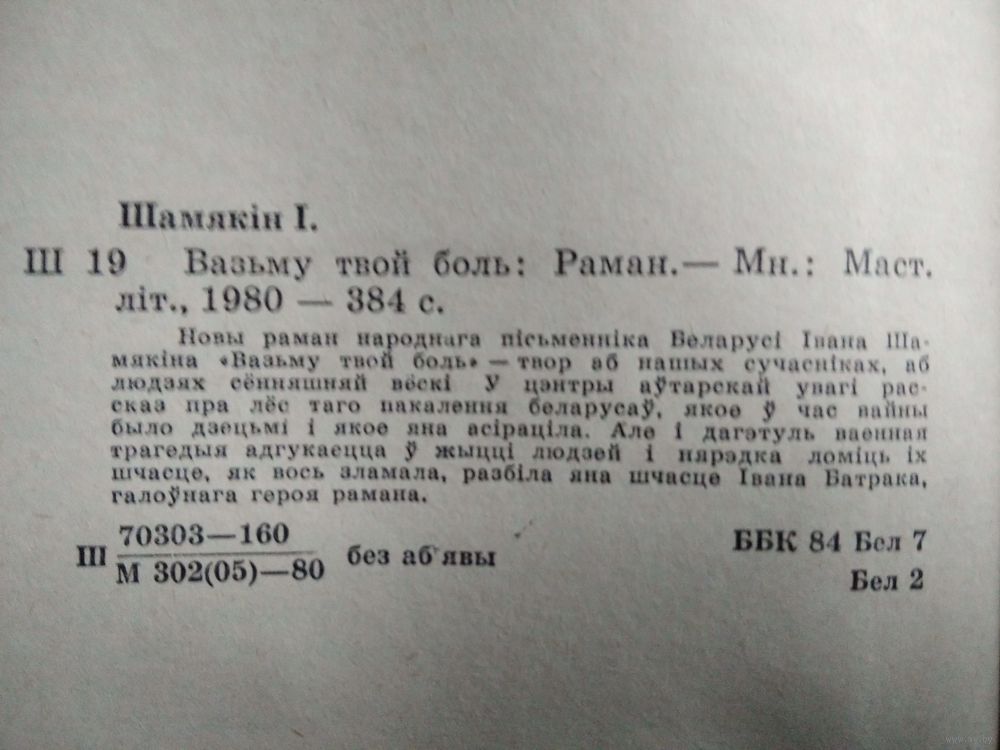 Шамякін І.
Ш 19 Вазьму твой боль: Раман.— Мн.: Маст.
літ., 1980 — 384 с.
Новы раман народнага пісьменніка Беларусі Івана Ша-
мякіна «Вазьму твой боль» — твор аб нашых сучасніках, аб
людзях сённяшняй вёскі У цэнтры аўтарскай увагі рас-
сказ пра лёс таго пакалення беларусаў, якое ў час вайны
было дзецьмі і якое яна асіраціла. Але і дагэтуль ваенная
трагедыя адгукаецца ў жыцці людзей і нярэдка ломіць іх
шчасце, як вось зламала, разбіла яна шчасце Івана Батрака,
галоўнага героя рамана.
Ш 70303—160
М 302(05)—80 без аб'явы
ББК 84 Бел 7
Бел 2
www.ay.by